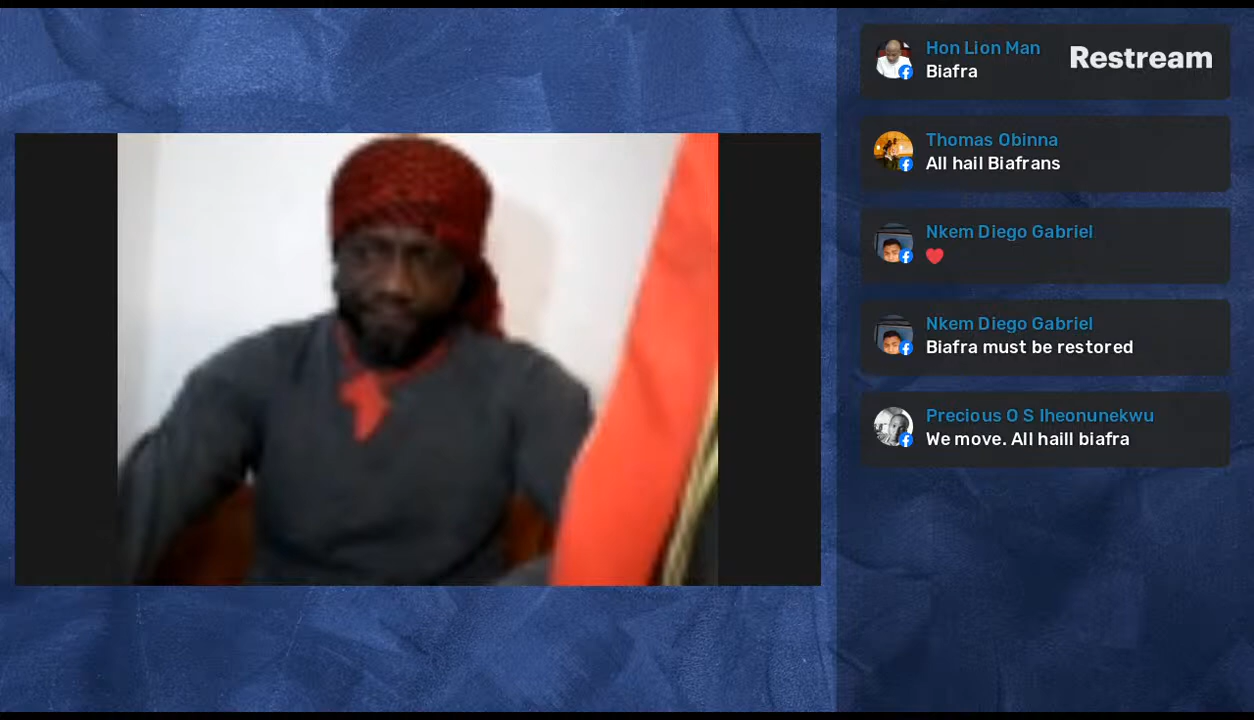 Hon Lion Man
Restream
Biafra
Thomas Obinna
All hail Biafrans
Nkem Diego Gabriel
Nkem Diego Gabriel
Biafra must be restored
Precious O S Iheonunekwu
We move. All haill biafra